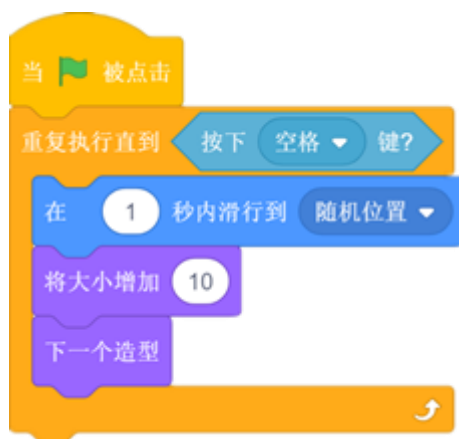 当 被点击
重复执行直到 按下 空格 键?
在 1 秒内滑行到 随机位置
将大小增加 10
下一个造型